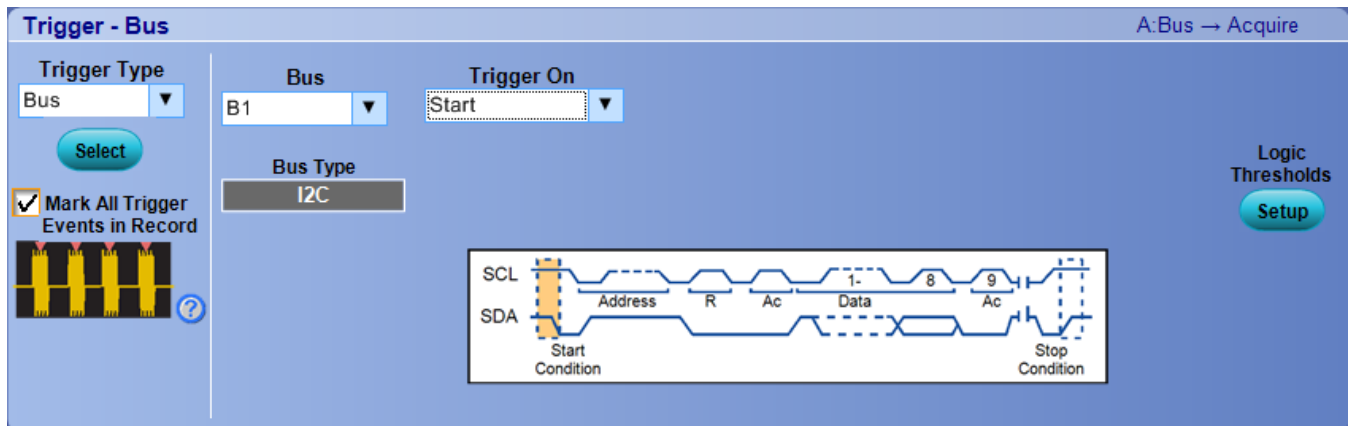 Trigger - Bus
A:Bus → Acquire
Trigger Type
Bus
Select
Mark All Trigger
Events in Record
?
Bus
B1
Bus Type
I2C
Trigger On
Start
Logic
Thresholds
Setup
SCL
1-
8
9
Address
R
Ac
Data
Ac
SDA
Start
Condition
Stop
Condition